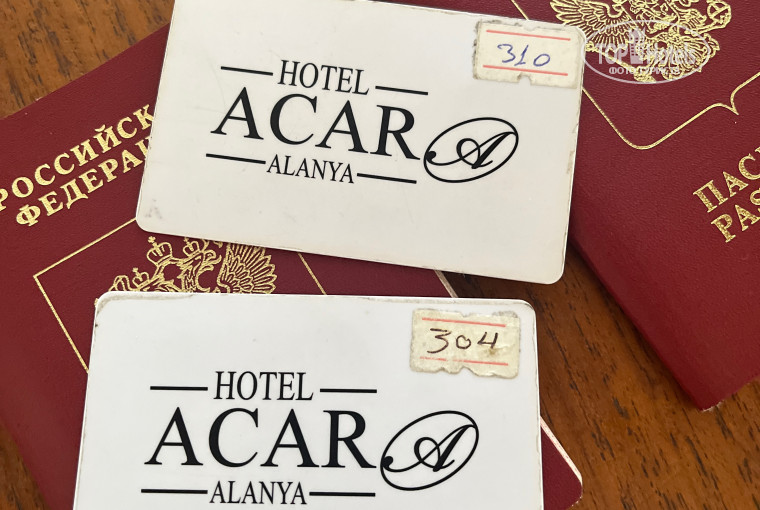 310
HOTEL
ACAR
A
ALANYA
РОССИЙСК
ФЕДЕРА
ПАС
PAS
304
HOTEL
ACAR
A
ALANYA